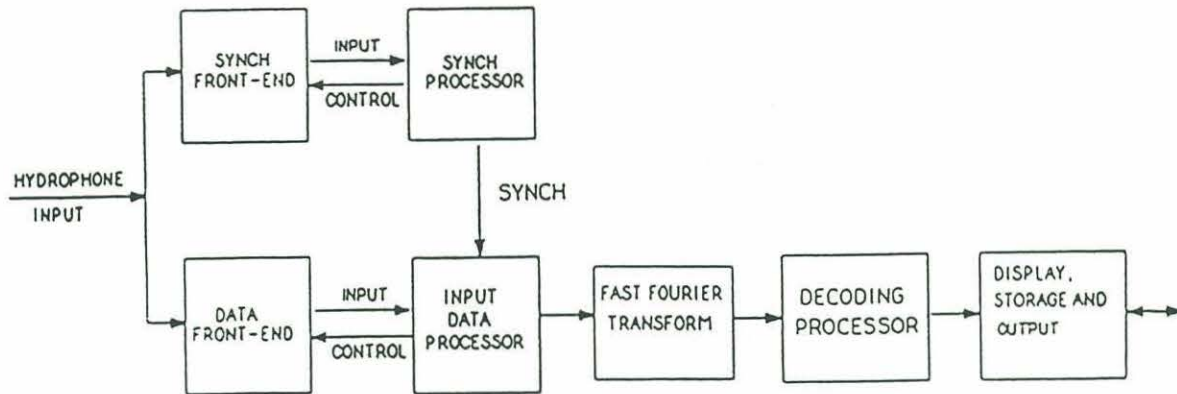 SYNCH
FRONT-END
INPUT
CONTROL
SYNCH
PROCESSOR
HYDROPHONE
INPUT
SYNCH
DATA
FRONT-END
INPUT
CONTROL
INPUT
DATA
PROCESSOR
FAST FOURIER
TRANSFORM
DECODING
PROCESSOR
DISPLAY,
STORAGE AND
OUTPUT